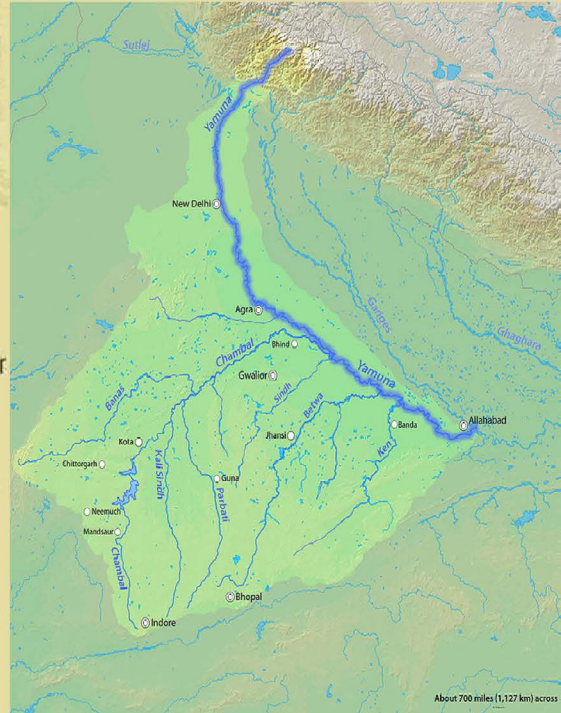 Sutlej
Yamuna
New Delhi
Agra
Ganges
Ghaghara
Bhind
Chambal
Gwalior
Yamuna
Sindh
Banas
Betwa
Allahabad
Banda
Kota
Jhansi
Ken
Chittorgarh
Kali Sindh
Guna
Parbati
Neemuch
Mandsaur
Chambal
Bhopal
Indore
About 700 miles (1,127 km) across